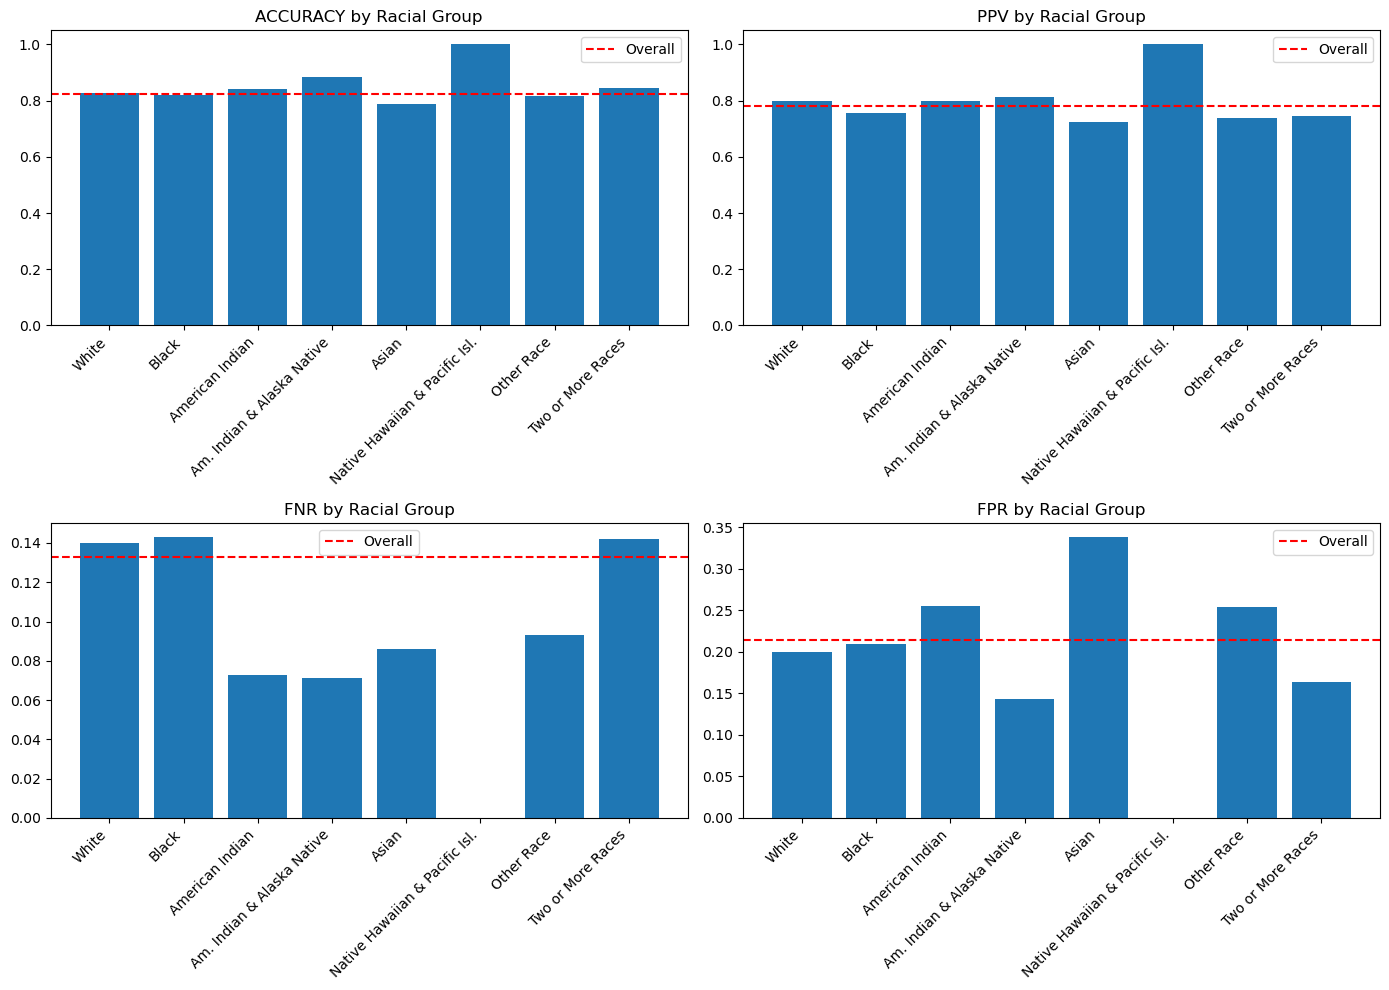 ACCURACY by Racial Group
1.0
0.8
0.6
0.4
0.2
0.0
Overall
White
Black
American Indian
Am. Indian & Alaska Native
Asian
Native Hawaiian & Pacific Isl.
Other Race
Two or More Races
PPV by Racial Group
1.0
0.8
0.6
0.4
0.2
0.0
Overall
White
Black
American Indian
Am. Indian & Alaska Native
Asian
Native Hawaiian & Pacific Isl.
Other Race
Two or More Races
FNR by Racial Group
0.14
0.12
0.10
0.08
0.06
0.04
0.02
0.00
Overall
White
Black
American Indian
Am. Indian & Alaska Native
Asian
Native Hawaiian & Pacific Isl.
Other Race
Two or More Races
FPR by Racial Group
0.35
0.30
0.25
0.20
0.15
0.10
0.05
0.00
Overall
White
Black
American Indian
Am. Indian & Alaska Native
Asian
Native Hawaiian & Pacific Isl.
Other Race
Two or More Races